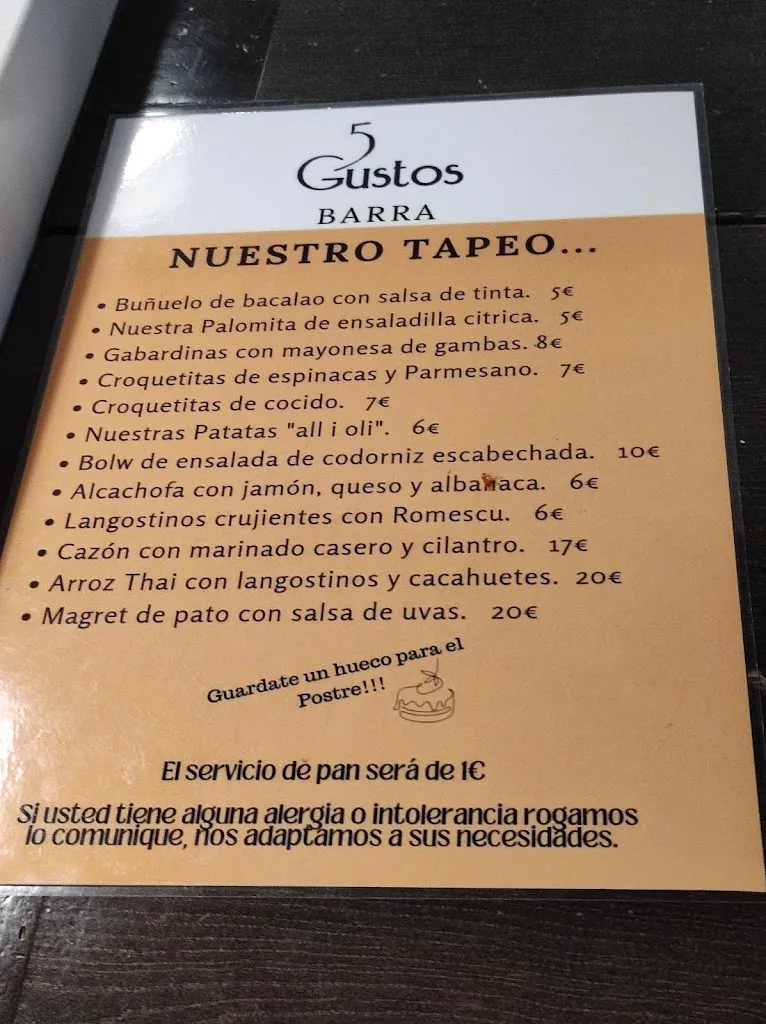 5
Gustos
BARRA
NUESTRO TAPEO...
• Buñuelo de bacalao con salsa de tinta. 5€
• Nuestra Palomita de ensaladilla citrica. 5€
• Gabardinas con mayonesa de gambas. 8€
• Croquetitas de espinacas y Parmesano. 7€
• Croquetitas de cocido. 7€
• Nuestras Patatas "all i oli". 6€
• Bolw de ensalada de codorniz escabechada. 10€
• Alcachofa con jamón, queso y albahaca. 6€
• Langostinos crujientes con Romescu. 6€
• Cazón con marinado casero y cilantro. 17€
• Arroz Thai con langostinos y cacahuetes. 20€
• Magret de pato con salsa de uvas. 20€
Guardate un hueco para el
Postre!!!
El servicio de pan será de 1€
Si usted tiene alguna alergia o intolerancia rogamos
lo comunique, nos adaptamos a sus necesidades.